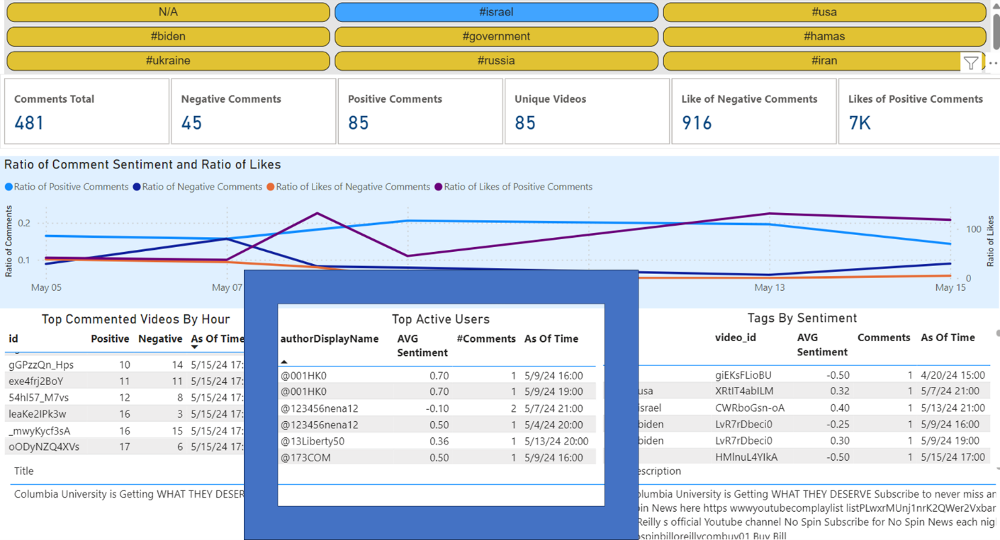 N/A #israel #usa
#biden #government #hamas
#ukraine #russia #iran
Comments Total Negative Comments Positive Comments Unique Videos Like of Negative Comments Likes of Positive Comments
481 45 85 85 916 7K
Ratio of Comment Sentiment and Ratio of Likes
Ratio of Positive Comments Ratio of Negative Comments Ratio of Likes of Negative Comments Ratio of Likes of Positive Comments
Ratio of Comments
0.2
0.1
100
0
Ratio of Likes
May 05 May 07 May 13 May 15
Top Commented Videos By Hour
id Positive Negative As Of Time
gGPzzQn_Hps 10 14 5/15/24 17:
exe4frj2BoY 11 11 5/15/24 17:
54hl57_M7vs 12 8 5/15/24 17:
leaKe2IPk3w 16 3 5/15/24 17:
_mwyKycf3sA 16 15 5/15/24 17:
oODyNZQ4XVs 17 6 5/15/24 17:
Title
Columbia University is Getting WHAT THEY DESER
Top Active Users
authorDisplayName AVG Sentiment #Comments As Of Time
@001HK0 0.70 1 5/9/24 16:00
@001HK0 0.70 1 5/9/24 19:00
@123456nena12 -0.10 2 5/7/24 21:00
@123456nena12 0.50 1 5/4/24 20:00
@13Liberty50 0.36 1 5/13/24 20:00
@173COM 0.50 1 5/9/24 16:00
Tags By Sentiment
video_id AVG Sentiment Comments As Of Time
giEKsFLioBU -0.50 1 4/20/24 15:00
usa XRtIT4abILM 0.32 1 5/7/24 21:00
israel CWRboGsn-oA 0.40 1 5/13/24 21:00
biden LvR7rDbeci0 -0.25 1 5/9/24 16:00
biden LvR7rDbeci0 0.30 1 5/9/24 19:00
HMlnuL4YIkA -0.50 1 5/15/24 17:00
escription
olumbia University is Getting WHAT THEY DESERVE Subscribe to never miss an
pin News here https wwwyoutubecomplaylist listPLwxrMUnj1nrK2QWer2Vxbar
Reilly s official Youtube channel No Spin Subscribe for No Spin News each nig
ospinbilloreillycombuy01 Buy Bill